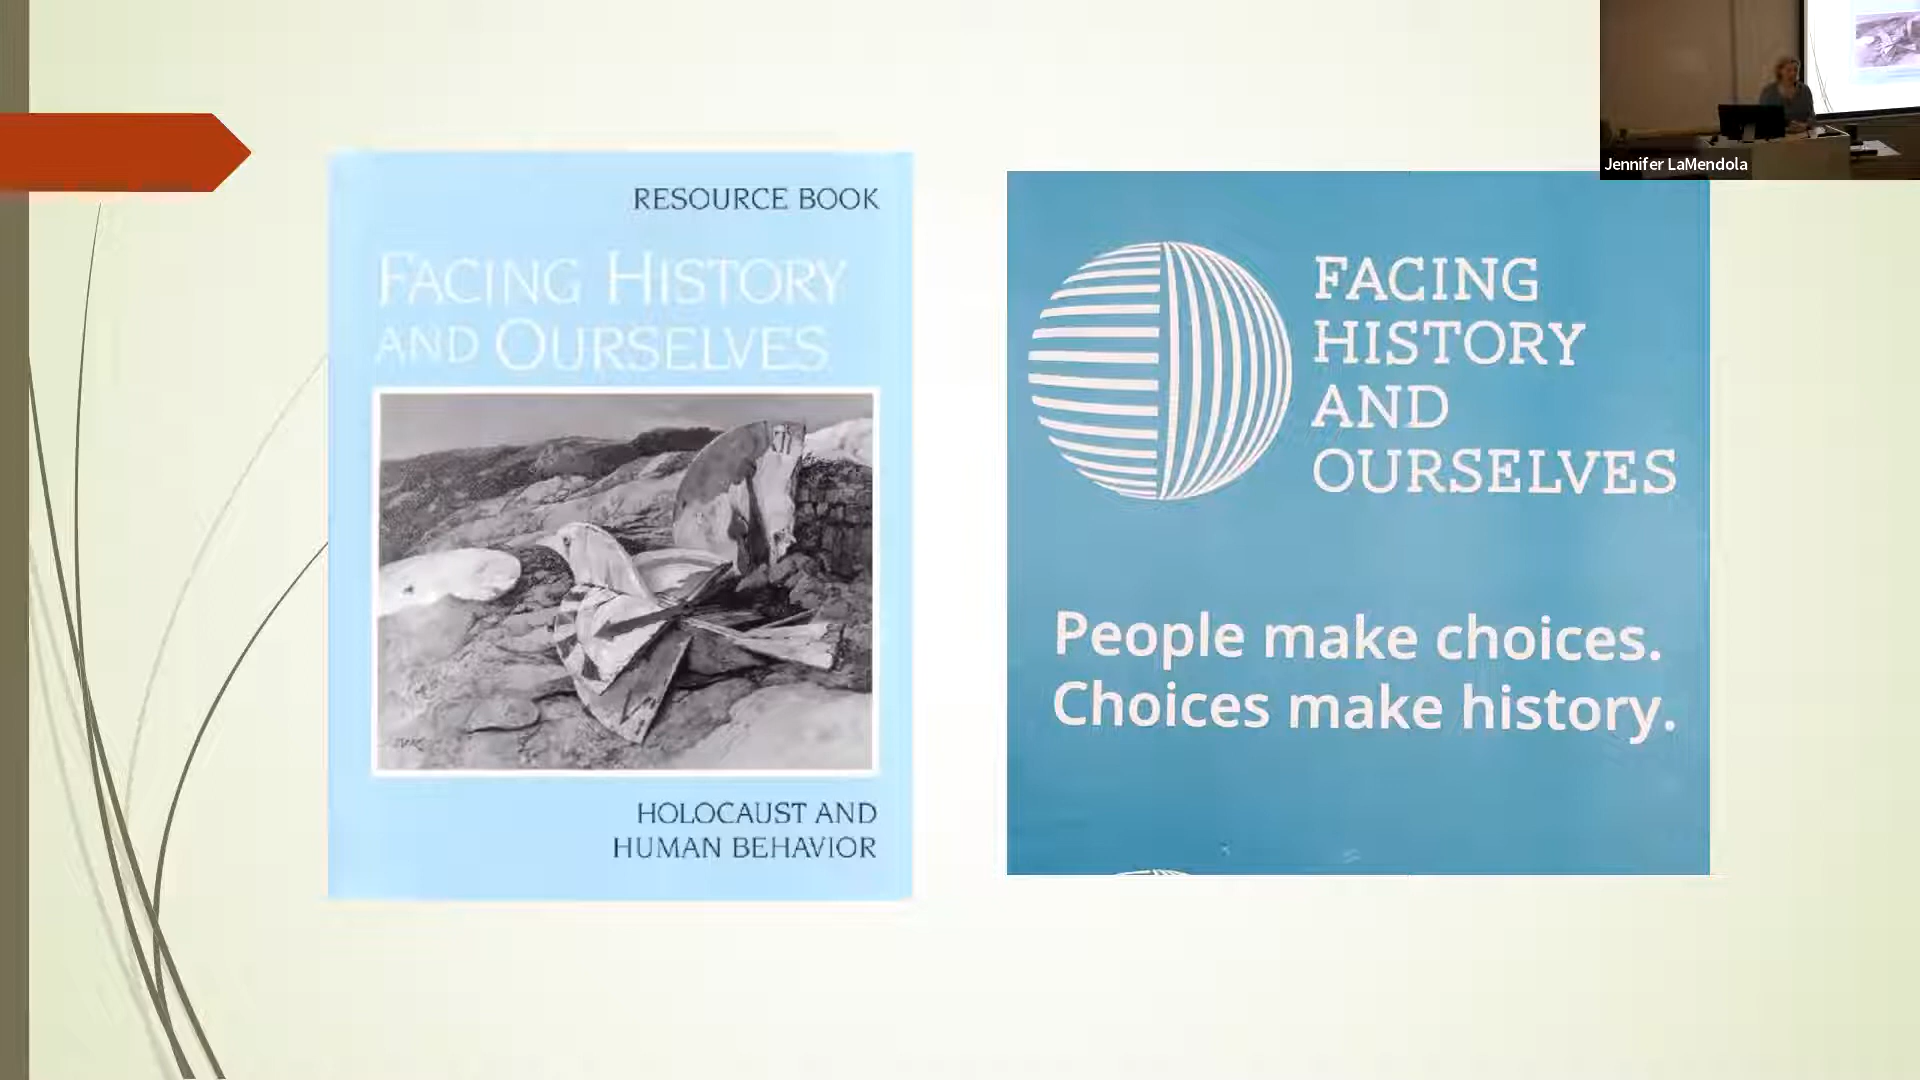 RESOURCE BOOK
FACING HISTORY
AND OURSELVES
HOLOCAUST AND
HUMAN BEHAVIOR
FACING
HISTORY
AND
OURSELVES
People make choices.
Choices make history.
Jennifer LaMendola